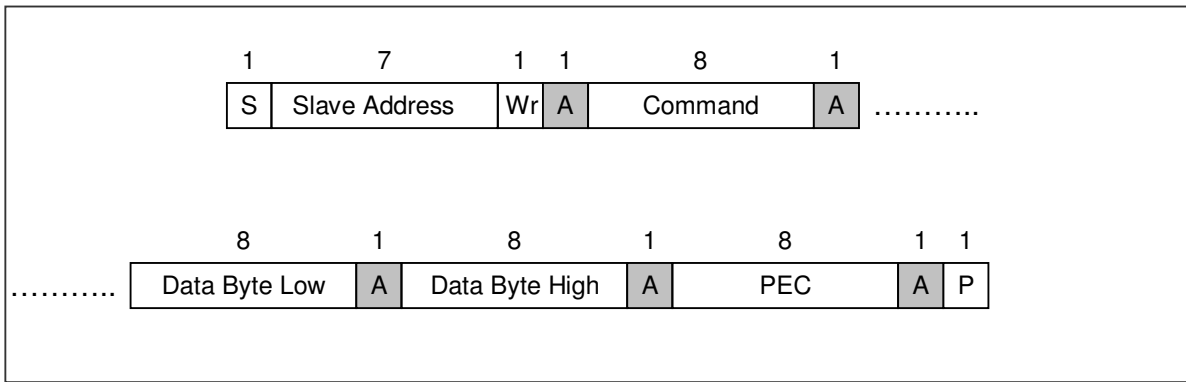 1 7 1 1 8 1
S Slave Address Wr A Command A ...........
8 1 8 1 8 1 1
........... Data Byte Low A Data Byte High A PEC A P